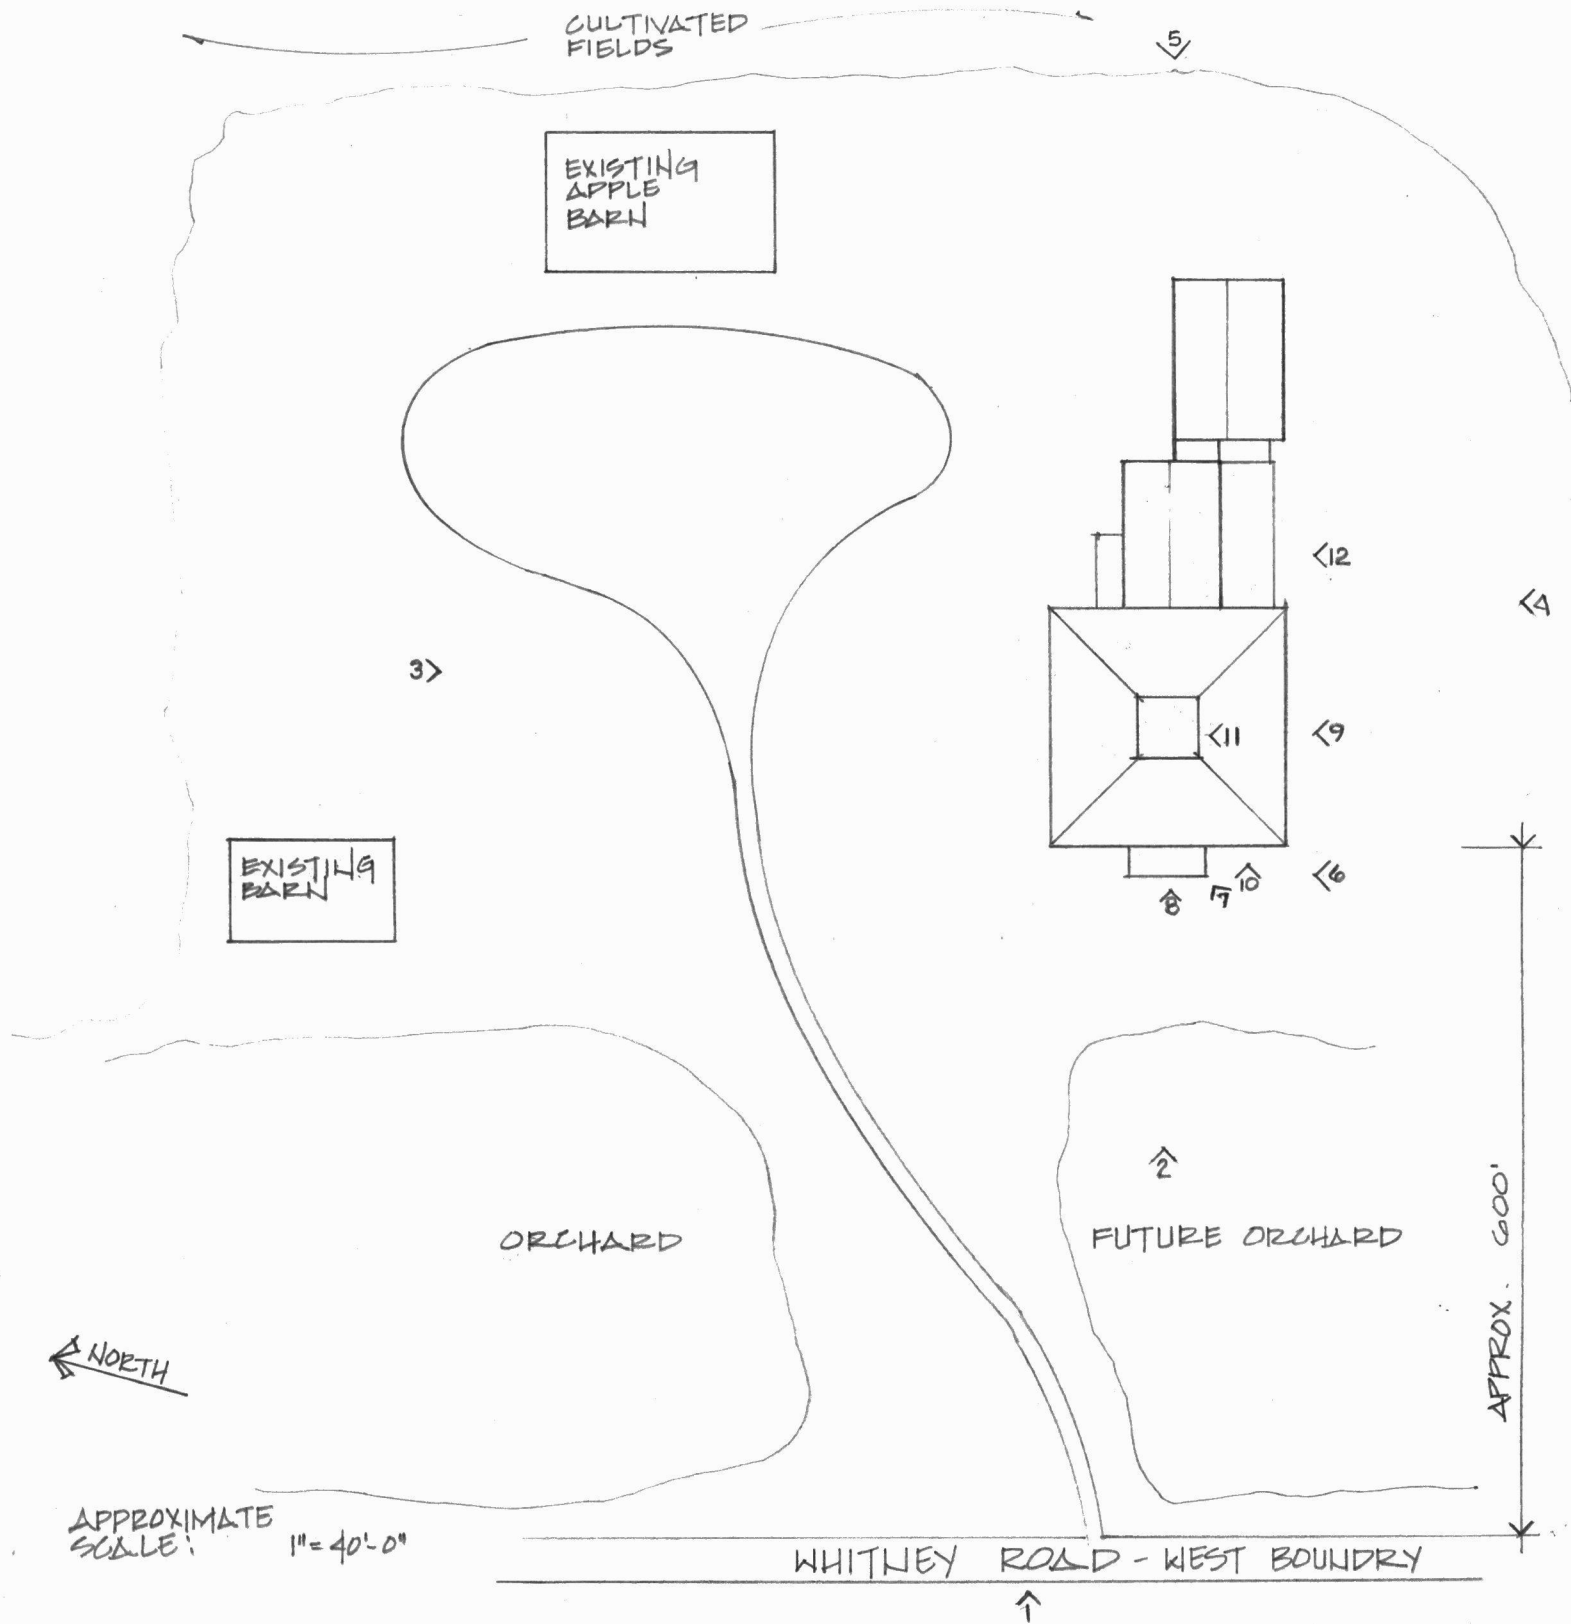 CULTIVATED
FIELDS
5
EXISTING
APPLE
BARN
12
4
3
11
9
EXISTING
BARN
6
8
7
10
2
ORCHARD
FUTURE ORCHARD
APPROX. 600'
NORTH
APPROXIMATE
SCALE: 1"= 40'-0"
WHITNEY ROAD - WEST BOUNDRY
1